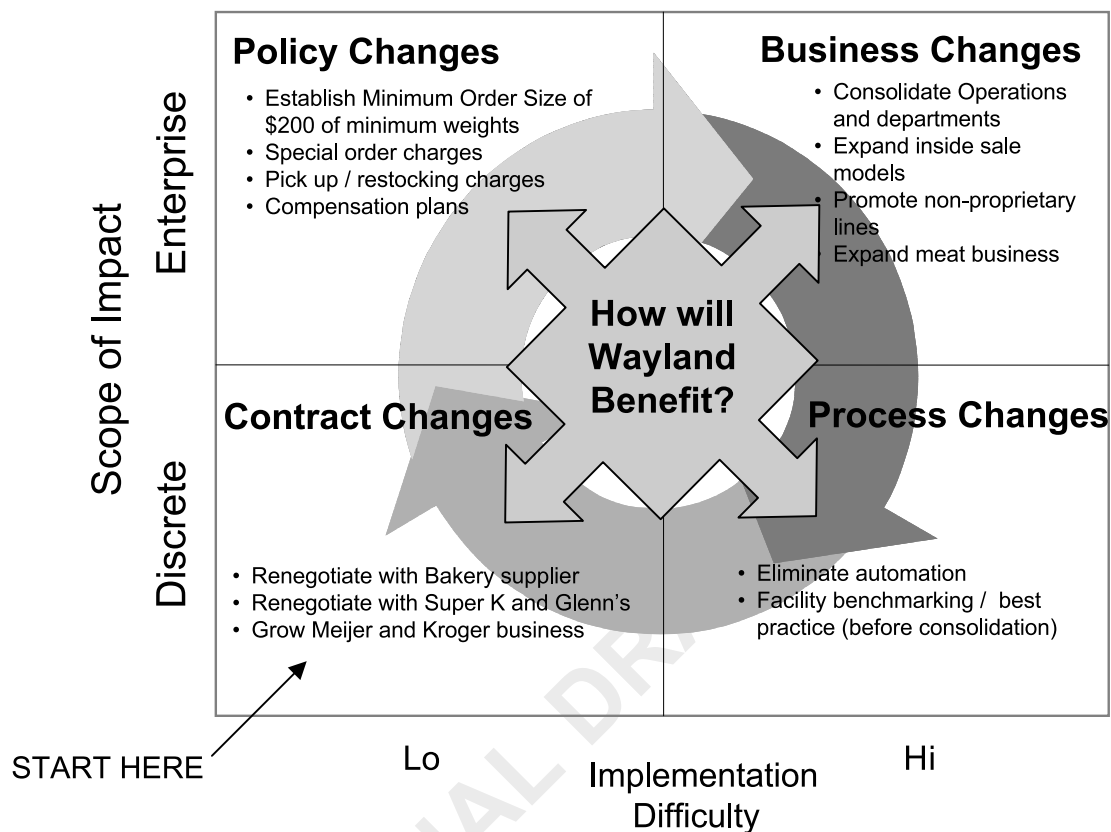 Policy Changes
• Establish Minimum Order Size of
$200 of minimum weights
• Special order charges
• Pick up / restocking charges
• Compensation plans
Business Changes
• Consolidate Operations
and departments
• Expand inside sale
models
• Promote non-proprietary
lines
• Expand meat business
Scope of Impact
Enterprise
Discrete
How will
Wayland
Benefit?
Contract Changes
• Renegotiate with Bakery supplier
• Renegotiate with Super K and Glenn's
• Grow Meijer and Kroger business
Process Changes
• Eliminate automation
• Facility benchmarking / best
practice (before consolidation)
START HERE
Lo
Implementation
Difficulty
Hi